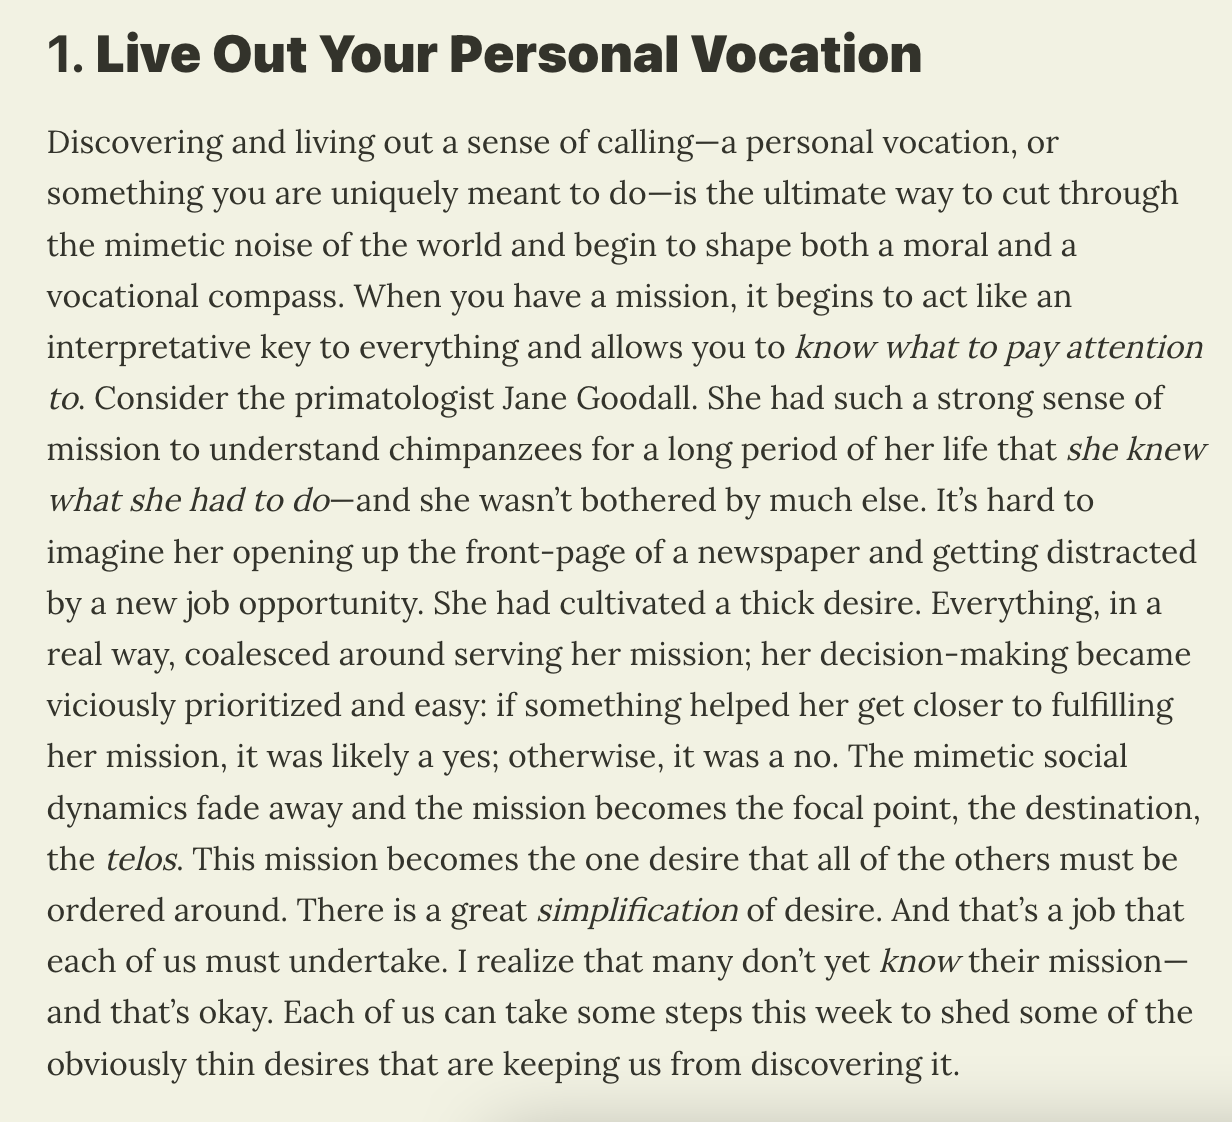 1. Live Out Your Personal Vocation
Discovering and living out a sense of calling—a personal vocation, or
something you are uniquely meant to do—is the ultimate way to cut through
the mimetic noise of the world and begin to shape both a moral and a
vocational compass. When you have a mission, it begins to act like an
interpretative key to everything and allows you to know what to pay attention
to. Consider the primatologist Jane Goodall. She had such a strong sense of
mission to understand chimpanzees for a long period of her life that she knew
what she had to do—and she wasn’t bothered by much else. It’s hard to
imagine her opening up the front-page of a newspaper and getting distracted
by a new job opportunity. She had cultivated a thick desire. Everything, in a
real way, coalesced around serving her mission; her decision-making became
viciously prioritized and easy: if something helped her get closer to fulfilling
her mission, it was likely a yes; otherwise, it was a no. The mimetic social
dynamics fade away and the mission becomes the focal point, the destination,
the telos. This mission becomes the one desire that all of the others must be
ordered around. There is a great simplification of desire. And that’s a job that
each of us must undertake. I realize that many don’t yet know their mission—
and that’s okay. Each of us can take some steps this week to shed some of the
obviously thin desires that are keeping us from discovering it.